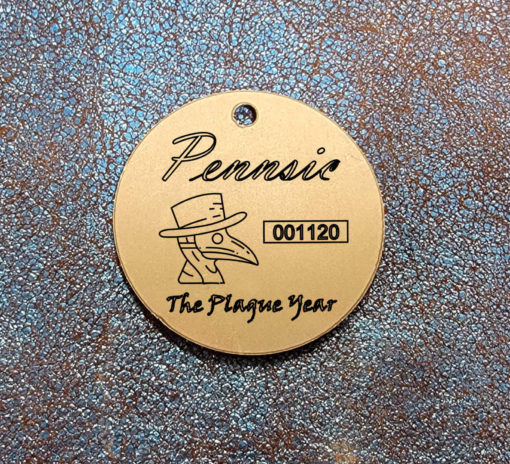 Pennsic
001120
The Plague Year